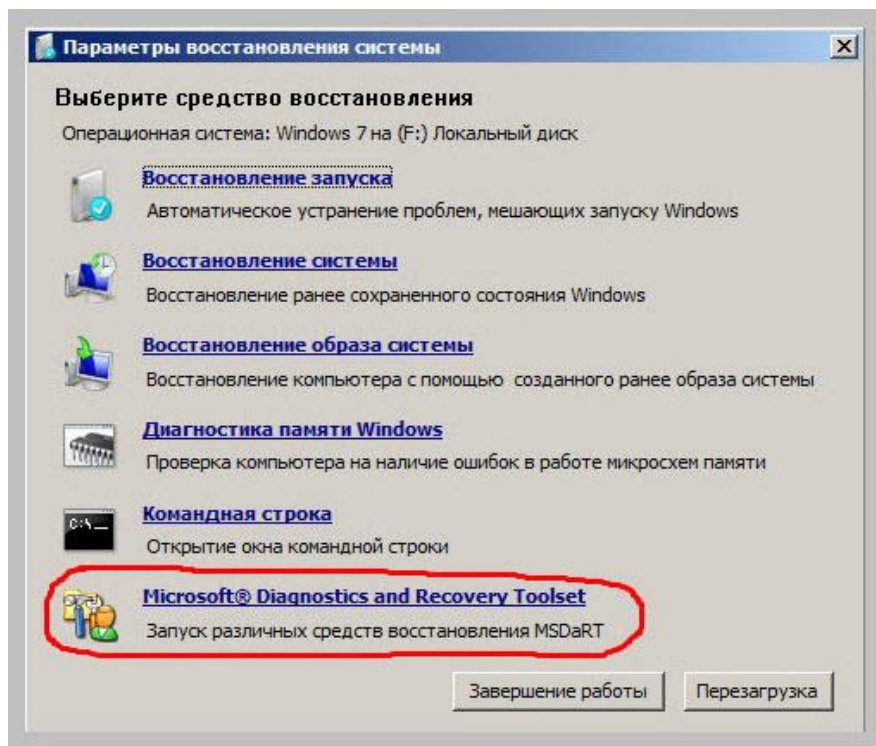 Параметры восстановления системы
Выберите средство восстановления
Операционная система: Windows 7 на (F:) Локальный диск
Восстановление запуска
Автоматическое устранение проблем, мешающих запуску Windows
Восстановление системы
Восстановление ранее сохраненного состояния Windows
Восстановление образа системы
Восстановление компьютера с помощью созданного ранее образа системы
Диагностика памяти Windows
Проверка компьютера на наличие ошибок в работе микросхем памяти
C:\_
Командная строка
Открытие окна командной строки
Microsoft® Diagnostics and Recovery Toolset
Запуск различных средств восстановления MSDaRT
Завершение работы
Перезагрузка